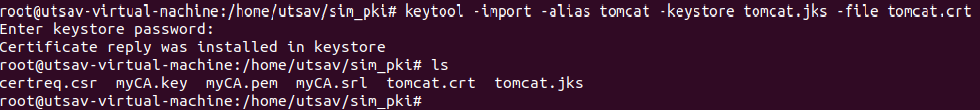 root@utsav-virtual-machine:/home/utsav/sim_pki# keytool -import -alias tomcat -keystore tomcat.jks -file tomcat.crt
Enter keystore password:
Certificate reply was installed in keystore
root@utsav-virtual-machine:/home/utsav/sim_pki# ls
certreq.csr myCA.key myCA.pem myCA.srl tomcat.crt tomcat.jks
root@utsav-virtual-machine:/home/utsav/sim_pki#